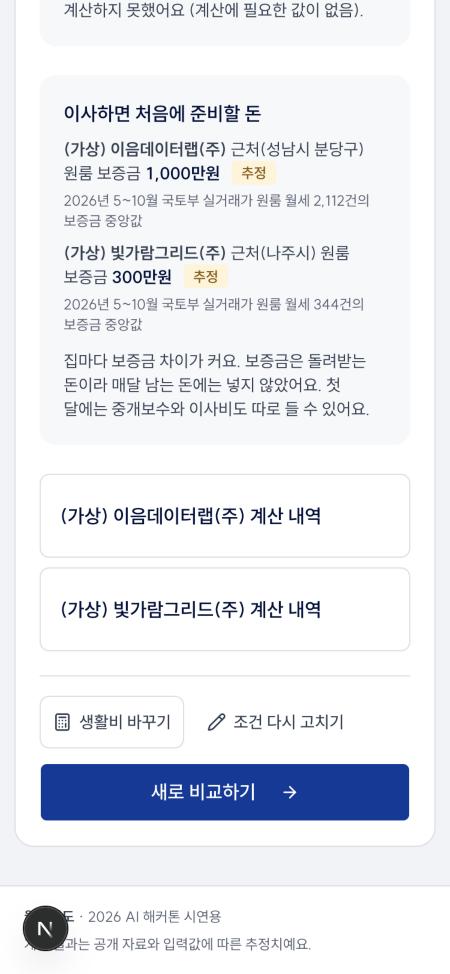 계산하지 못했어요 (계산에 필요한 값이 없음).
이사하면 처음에 준비할 돈
(가상) 이음데이터랩(주) 근처(성남시 분당구)
원룸 보증금 1,000만원 추정
2026년 5~10월 국토부 실거래가 원룸 월세 2,112건의
보증금 중앙값
(가상) 빛가람그리드(주) 근처(나주시) 원룸
보증금 300만원 추정
2026년 5~10월 국토부 실거래가 원룸 월세 344건의
보증금 중앙값
집마다 보증금 차이가 커요. 보증금은 돌려받는
돈이라 매달 남는 돈에는 넣지 않았어요. 첫
달에는 중개보수와 이사비도 따로 들 수 있어요.
(가상) 이음데이터랩(주) 계산 내역
(가상) 빛가람그리드(주) 계산 내역
생활비 바꾸기 조건 다시 고치기
새로 비교하기 →
· 2026 AI 해커톤 시연용
N
공개 자료와 입력값에 따른 추정치예요.